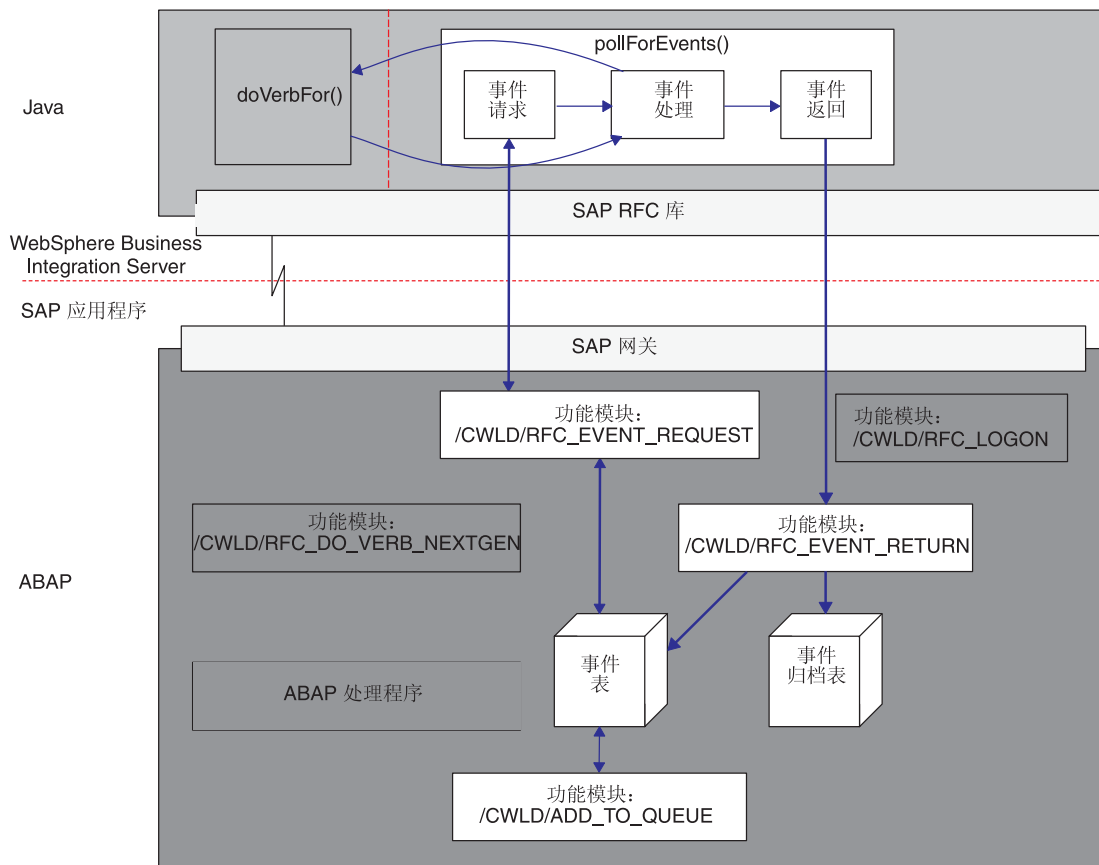 pollForEvents()
Java
doVerbFor()
事件
请求
事件
处理
事件
返回
SAP RFC 库
WebSphere Business
Integration Server
SAP 应用程序
SAP 网关
功能模块：
/CWLD/RFC_EVENT_REQUEST
功能模块：
/CWLD/RFC_LOGON
功能模块：
/CWLD/RFC_DO_VERB_NEXTGEN
功能模块：
/CWLD/RFC_EVENT_RETURN
ABAP
事件
表
事件
归档表
ABAP 处理程序
功能模块：
/CWLD/ADD_TO_QUEUE